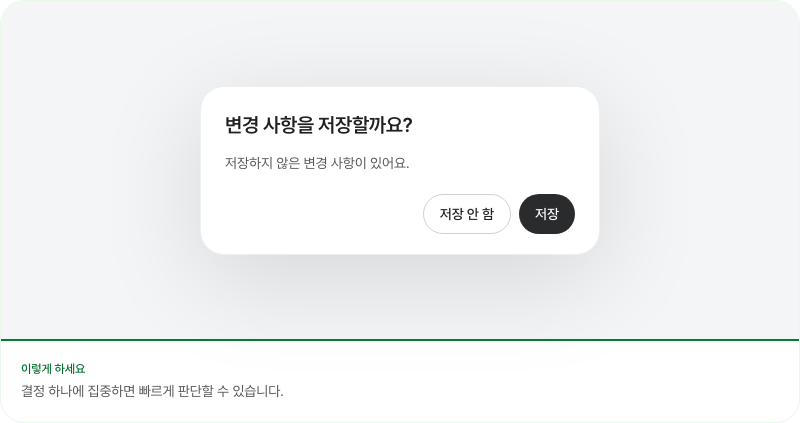 변경 사항을 저장할까요?
저장하지 않은 변경 사항이 있어요.
저장 안 함
저장
이렇게 하세요
결정 하나에 집중하면 빠르게 판단할 수 있습니다.